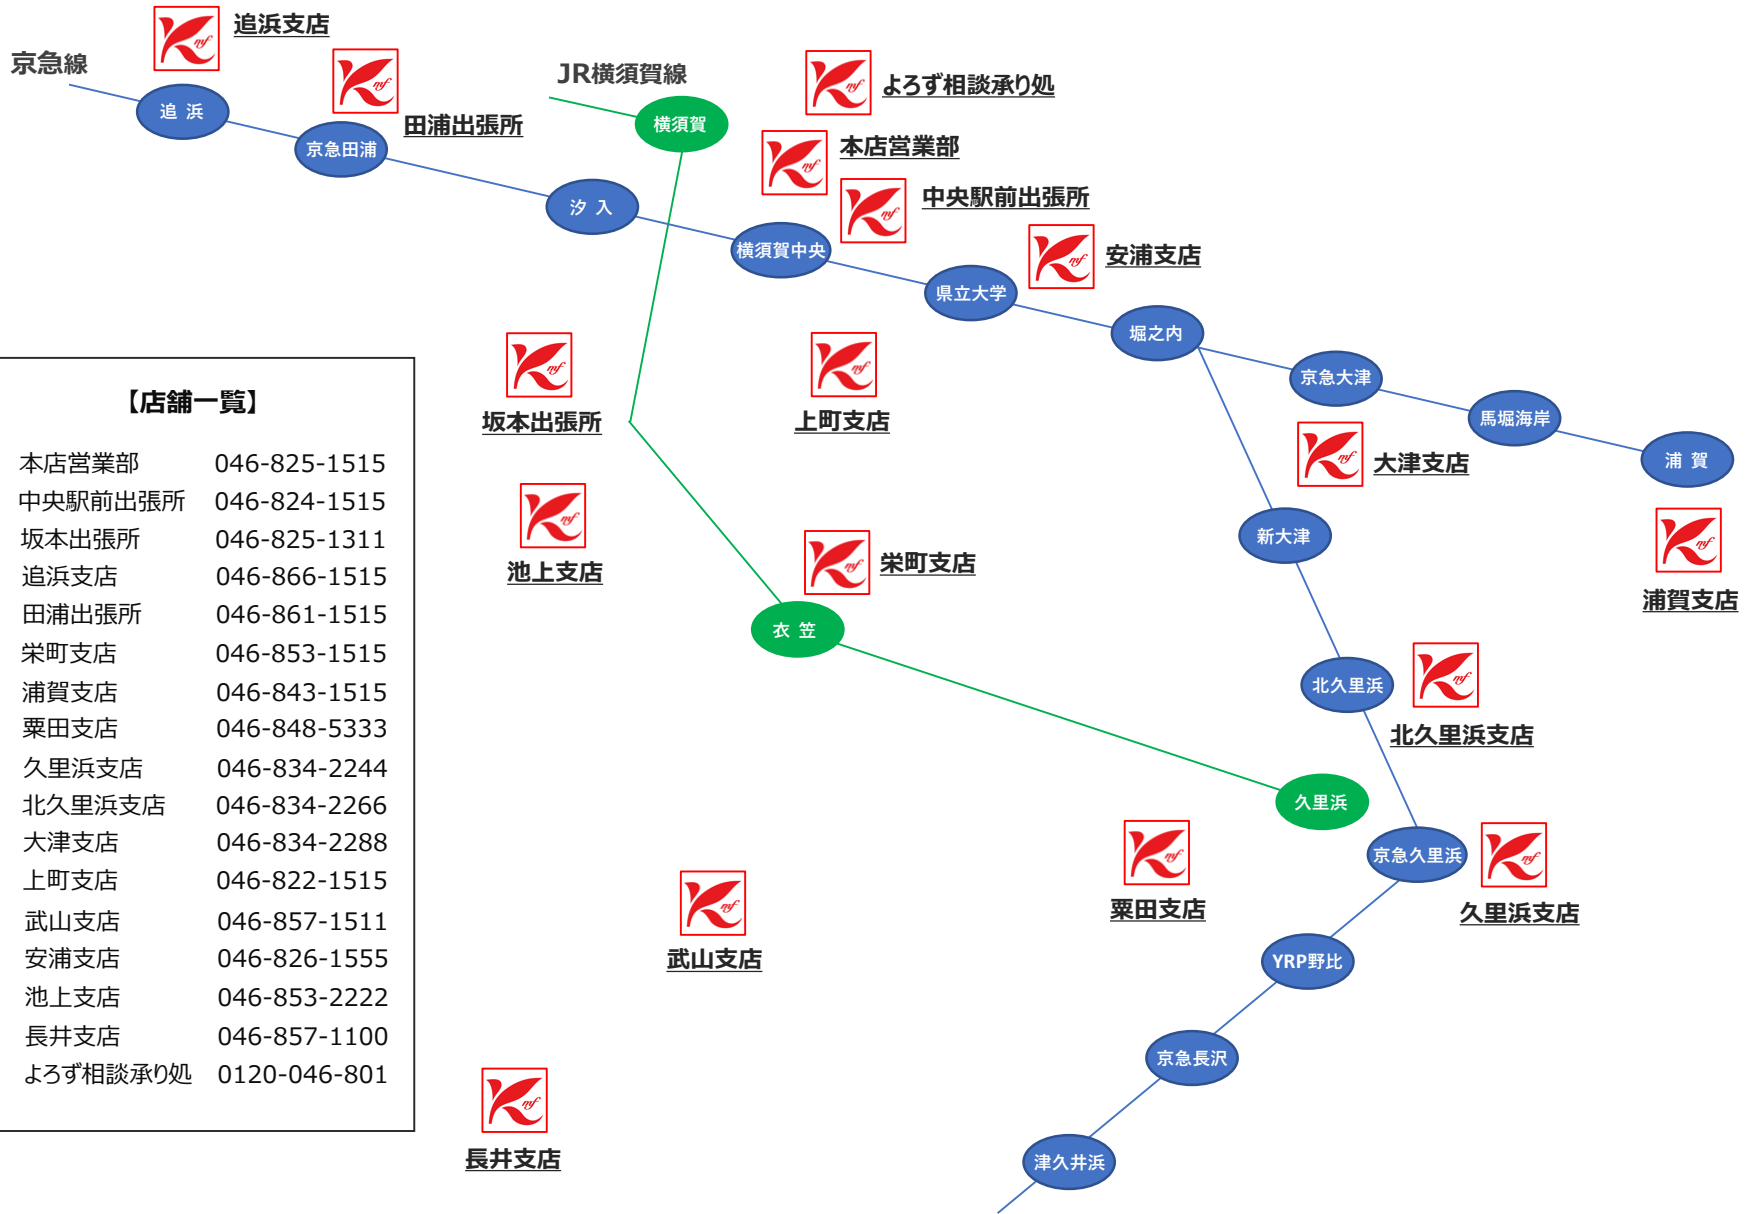 追浜支店
京急線
田浦出張所
JR横須賀線
よろず相談承り処
追 浜
横須賀
京急田浦
本店営業部
中央駅前出張所
汐 入
横須賀中央
安浦支店
県立大学
堀之内
京急大津
馬堀海岸
浦 賀
坂本出張所
上町支店
大津支店
新大津
池上支店
栄町支店
浦賀支店
衣 笠
北久里浜
北久里浜支店
久里浜
京急久里浜
粟田支店
久里浜支店
武山支店
YRP野比
京急長沢
長井支店
津久井浜
【店舗一覧】
本店営業部 046-825-1515
中央駅前出張所 046-824-1515
坂本出張所 046-825-1311
追浜支店 046-866-1515
田浦出張所 046-861-1515
栄町支店 046-853-1515
浦賀支店 046-843-1515
粟田支店 046-848-5333
久里浜支店 046-834-2244
北久里浜支店 046-834-2266
大津支店 046-834-2288
上町支店 046-822-1515
武山支店 046-857-1511
安浦支店 046-826-1555
池上支店 046-853-2222
長井支店 046-857-1100
よろず相談承り処 0120-046-801